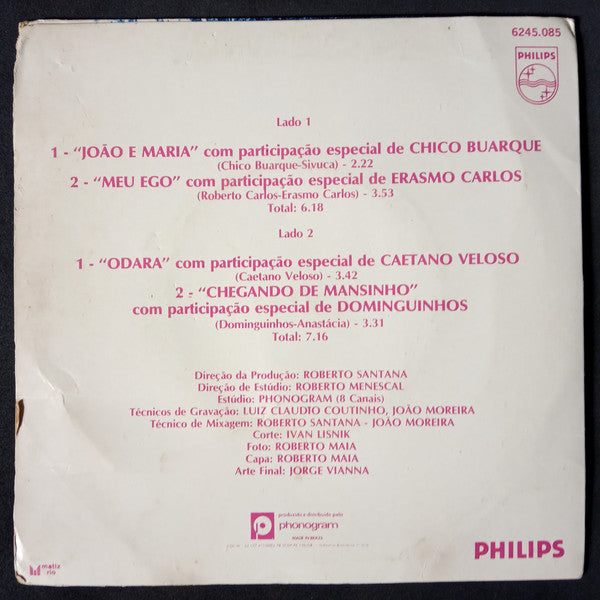 6245.085
PHILIPS
Lado 1
1 - “JOÃO E MARIA” com participação especial de CHICO BUARQUE
(Chico Buarque-Sivuca) - 2.22
2 - “MEU EGO” com participação especial de ERASMO CARLOS
(Roberto Carlos-Erasmo Carlos) - 3.53
Total: 6.18
Lado 2
1 - “ODARA” com participação especial de CAETANO VELOSO
(Caetano Veloso) - 3.42
2 - “CHEGANDO DE MANSINHO”
com participação especial de DOMINGUINHOS
(Dominguinhos-Anastácia) - 3.31
Total: 7.16
Direção da Produção: ROBERTO SANTANA
Direção de Estúdio: ROBERTO MENESCAL
Estúdio: PHONOGRAM (8 Canais)
Técnicos de Gravação: LUIZ CLAUDIO COUTINHO, JOÃO MOREIRA
Técnico de Mixagem: ROBERTO SANTANA - JOÃO MOREIRA
Corte: IVAN LISNIK
Foto: ROBERTO MAIA
Capa: ROBERTO MAIA
Arte Final: JORGE VIANNA
produzido e distribuído pela
phonogram
MADE IN BRAZIL
matiz
rio
PHILIPS